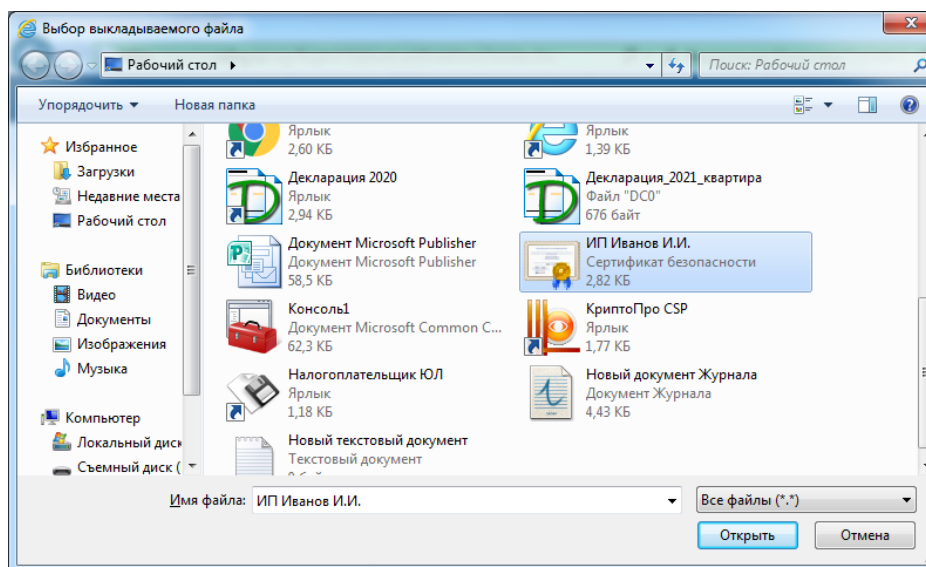 Выбор выкладываемого файла
Рабочий стол
Поиск: Рабочий стол
Упорядочить
Новая папка
Избранное
Загрузки
Недавние места
Рабочий стол
Библиотеки
Видео
Документы
Изображения
Музыка
Компьютер
Локальный диск
Съемный диск (
Ярлык
2,60 КБ
Ярлык
1,39 КБ
Декларация 2020
Ярлык
2,94 КБ
Декларация_2021_квартира
Файл "DC0"
676 байт
Документ Microsoft Publisher
Документ Microsoft Publisher
58,5 КБ
ИП Иванов И.И.
Сертификат безопасности
2,82 КБ
Консоль1
Документ Microsoft Common C...
62,3 КБ
КриптоПро CSP
Ярлык
1,77 КБ
Налогоплательщик ЮЛ
Ярлык
1,18 КБ
Новый документ Журнала
Документ Журнала
4,43 КБ
Новый текстовый документ
Текстовый документ
Имя файла:
ИП Иванов И.И.
Все файлы (*.*)
Открыть
Отмена